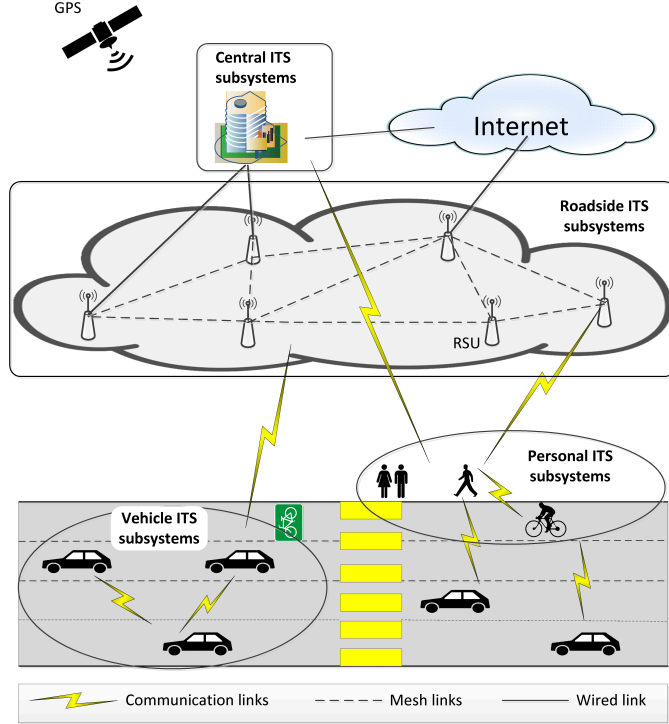 GPS
Central ITS
subsystems
Internet
Roadside ITS
subsystems
RSU
Personal ITS
subsystems
Vehicle ITS
subsystems
Communication links
Mesh links
Wired link